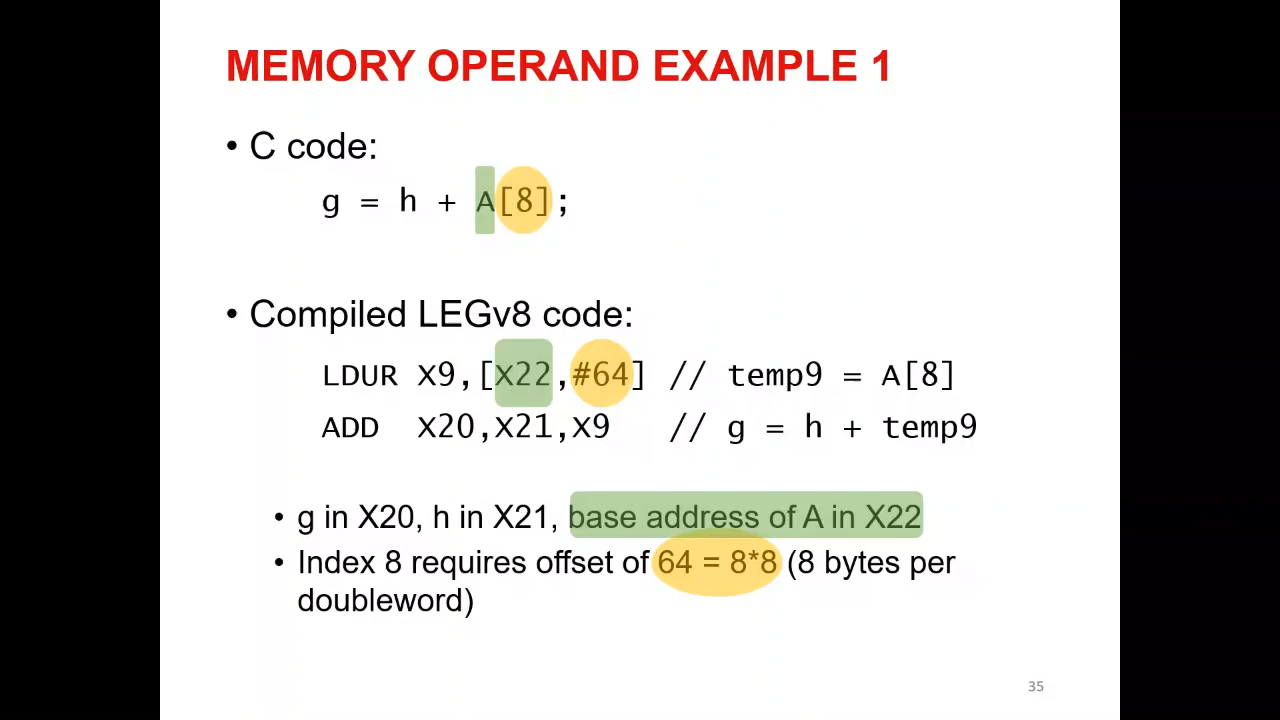 MEMORY OPERAND EXAMPLE 1
• C code:
g = h + A[8];
• Compiled LEGv8 code:
LDUR X9,[X22,#64] // temp9 = A[8]
ADD X20,X21,X9 // g = h + temp9
• g in X20, h in X21, base address of A in X22
• Index 8 requires offset of 64 = 8*8 (8 bytes per
doubleword)
35